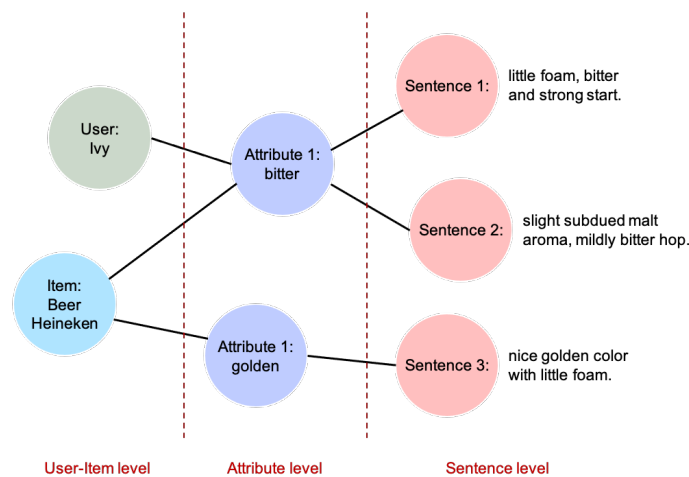 User:
Ivy
Item:
Beer
Heineken
Attribute 1:
bitter
Attribute 1:
golden
Sentence 1:
little foam, bitter
and strong start.
Sentence 2:
slight subdued malt
aroma, mildly bitter hop.
Sentence 3:
nice golden color
with little foam.
User-Item level
Attribute level
Sentence level